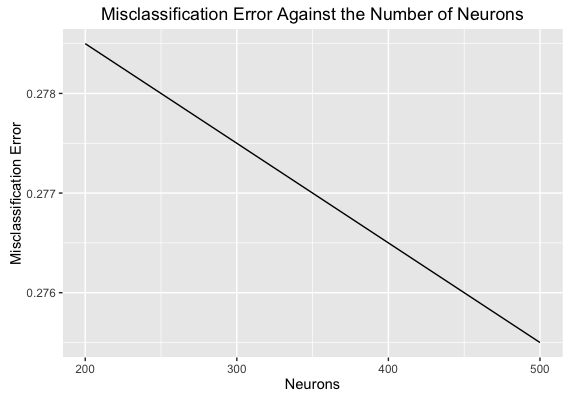 Misclassification Error Against the Number of Neurons
Misclassification Error
0.278
0.277
0.276
200 300 400 500
Neurons